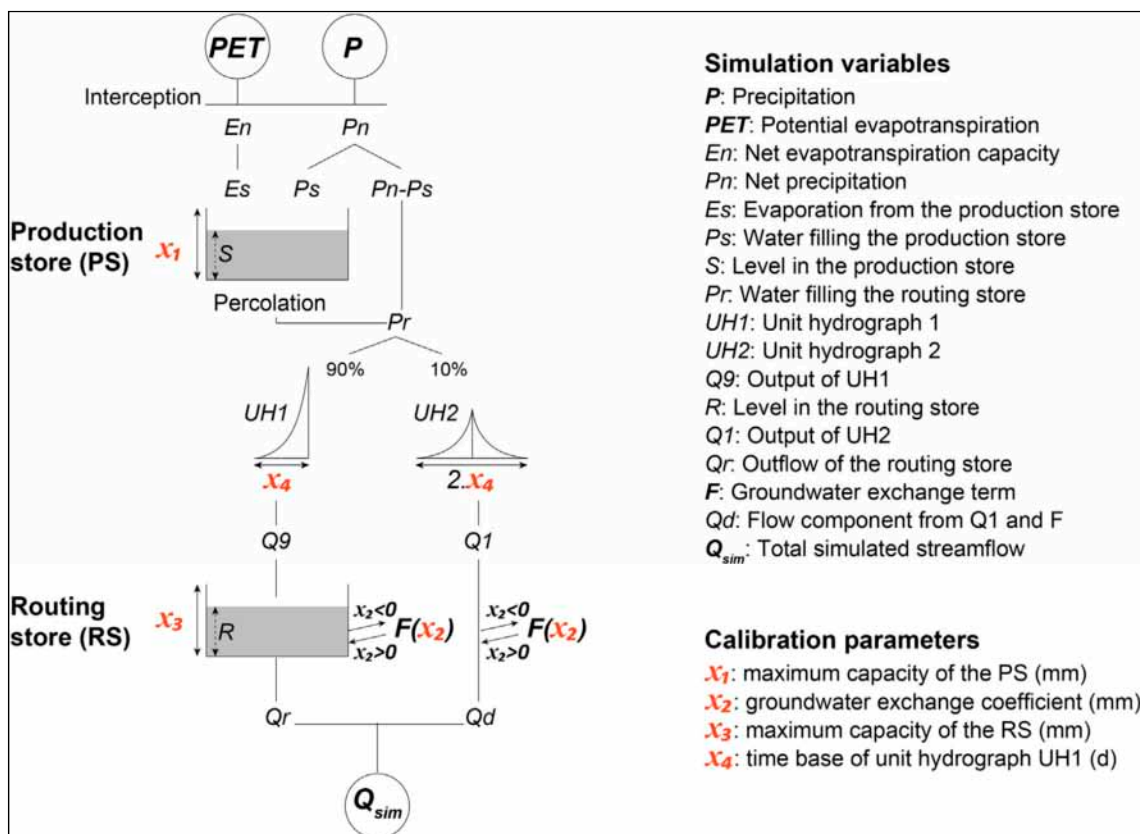 PET P
Interception
En Pn
Es Ps Pn-Ps
Production
store (PS)
x₁
S
Percolation
Pr
90% 10%
UH1 UH2
x₄ 2.x₄
Q9 Q1
Routing
store (RS)
x₃
R
x₂<0
F(x₂)
x₂>0
x₂<0
F(x₂)
x₂>0
Qr Qd
Qsim
Simulation variables
P: Precipitation
PET: Potential evapotranspiration
En: Net evapotranspiration capacity
Pn: Net precipitation
Es: Evaporation from the production store
Ps: Water filling the production store
S: Level in the production store
Pr: Water filling the routing store
UH1: Unit hydrograph 1
UH2: Unit hydrograph 2
Q9: Output of UH1
R: Level in the routing store
Q1: Output of UH2
Qr: Outflow of the routing store
F: Groundwater exchange term
Qd: Flow component from Q1 and F
Qsim: Total simulated streamflow
Calibration parameters
x₁: maximum capacity of the PS (mm)
x₂: groundwater exchange coefficient (mm)
x₃: maximum capacity of the RS (mm)
x₄: time base of unit hydrograph UH1 (d)